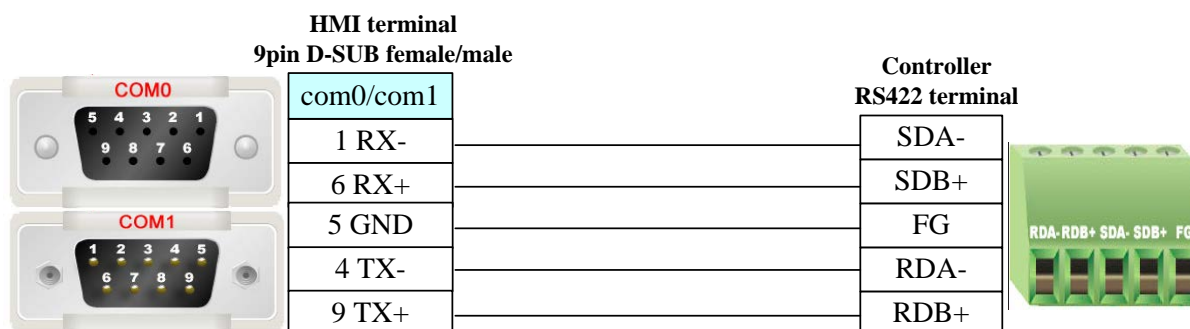 HMI terminal
9pin D-SUB female/male
Controller
RS422 terminal
COM0
5 4 3 2 1
9 8 7 6
COM1
1 2 3 4 5
6 7 8 9
com0/com1
1 RX-
6 RX+
5 GND
4 TX-
9 TX+
SDA-
SDB+
FG
RDA-
RDB+
RDA- RDB+ SDA- SDB+ FG